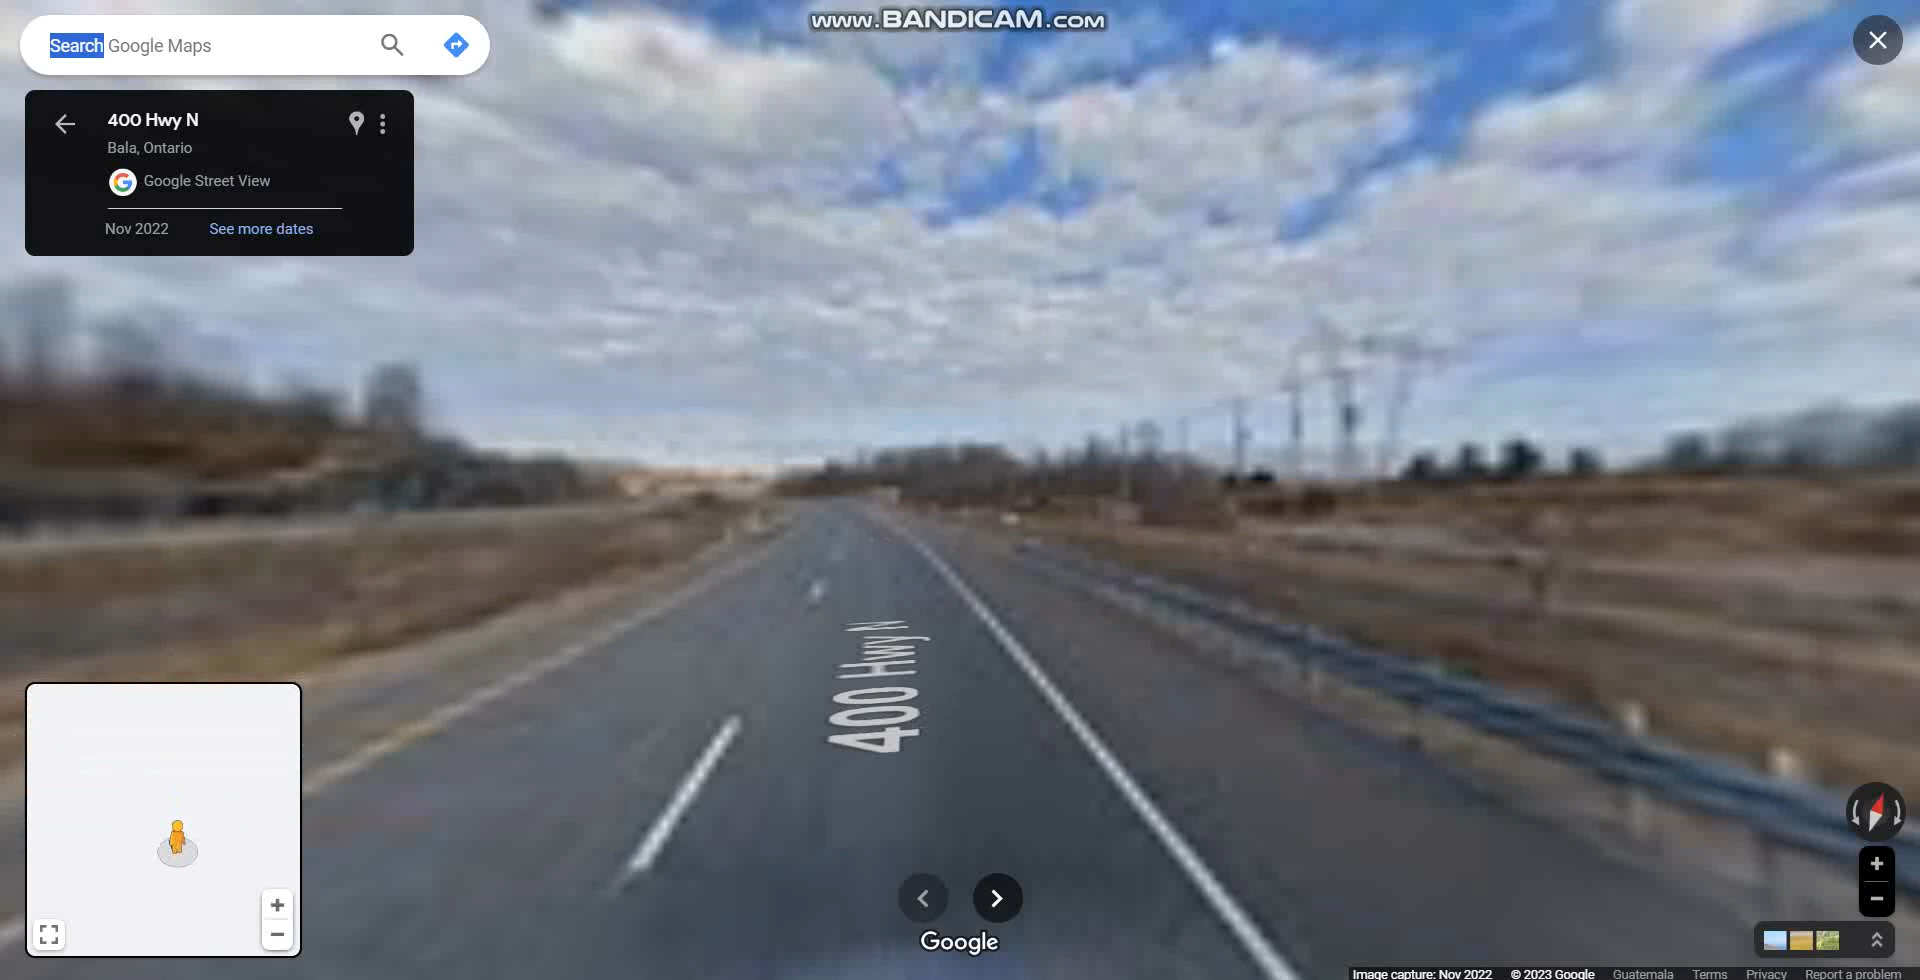 www.BANDICAM.com
Search Google Maps
400 Hwy N
Bala, Ontario
Google Street View
Nov 2022 See more dates
400 Hwy N
Google
Image capture: Nov 2022 © 2023 Google Guatemala Terms Privacy Report a problem